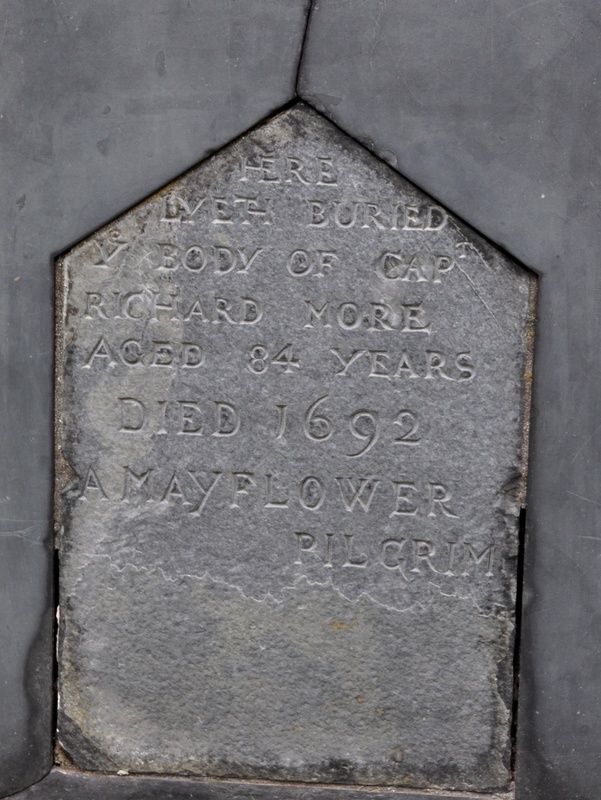 HERE
LYETH BURIED
Yᵉ BODY OF CAPᵗ
RICHARD MORE
AGED 84 YEARS
DIED 1692
A MAYFLOWER
PILGRIM